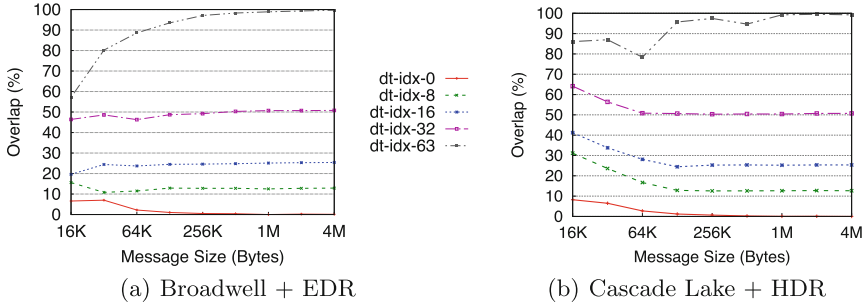 100
90
80
70
60
50
40
30
20
10
0
Overlap (%)
16K 64K 256K 1M 4M
Message Size (Bytes)
(a) Broadwell + EDR
dt-idx-0
dt-idx-8
dt-idx-16
dt-idx-32
dt-idx-63
100
90
80
70
60
50
40
30
20
10
0
Overlap (%)
16K 64K 256K 1M 4M
Message Size (Bytes)
(b) Cascade Lake + HDR